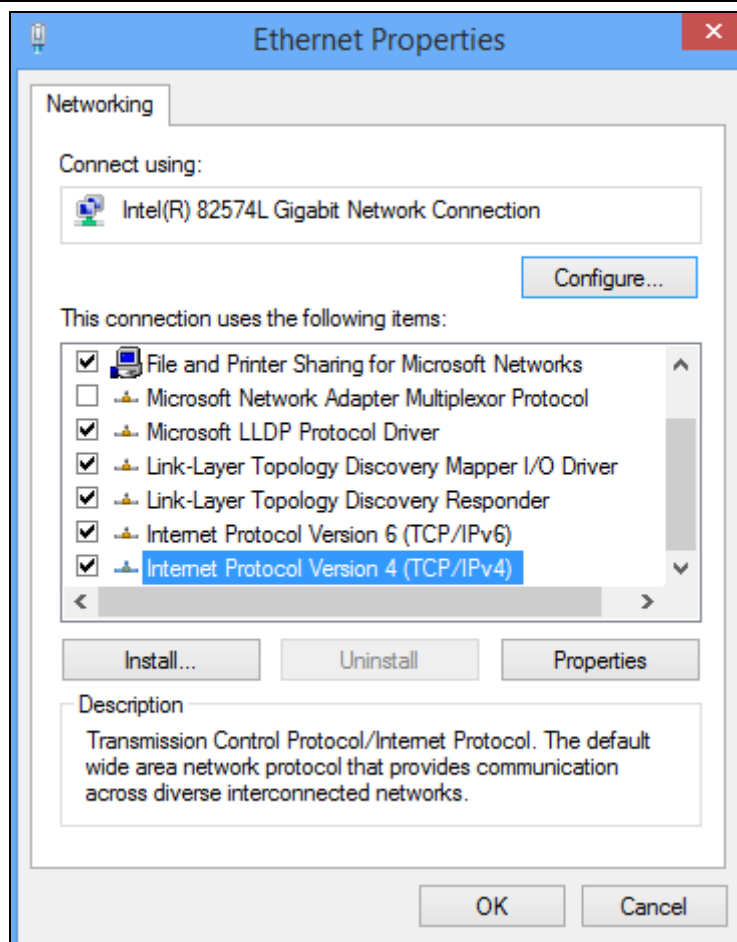 Ethernet Properties
Networking
Connect using:
Intel(R) 82574L Gigabit Network Connection
Configure...
This connection uses the following items:
File and Printer Sharing for Microsoft Networks
Microsoft Network Adapter Multiplexor Protocol
Microsoft LLDP Protocol Driver
Link-Layer Topology Discovery Mapper I/O Driver
Link-Layer Topology Discovery Responder
Internet Protocol Version 6 (TCP/IPv6)
Internet Protocol Version 4 (TCP/IPv4)
Install... Uninstall Properties
Description
Transmission Control Protocol/Internet Protocol. The default
wide area network protocol that provides communication
across diverse interconnected networks.
OK Cancel